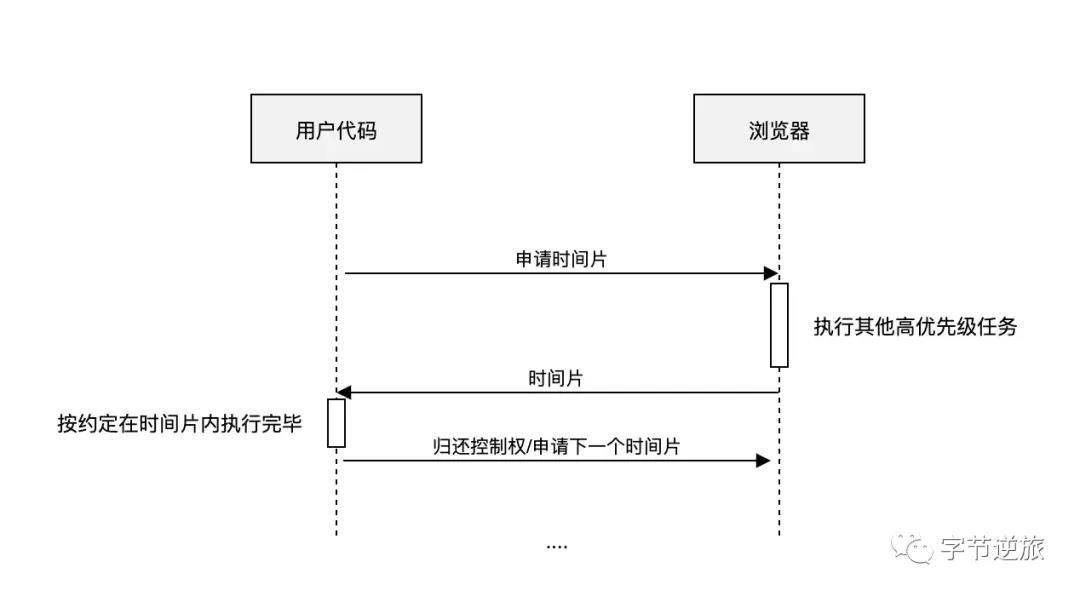 用户代码
浏览器
申请时间片
执行其他高优先级任务
时间片
按约定在时间片内执行完毕
归还控制权/申请下一个时间片
....
字节逆旅